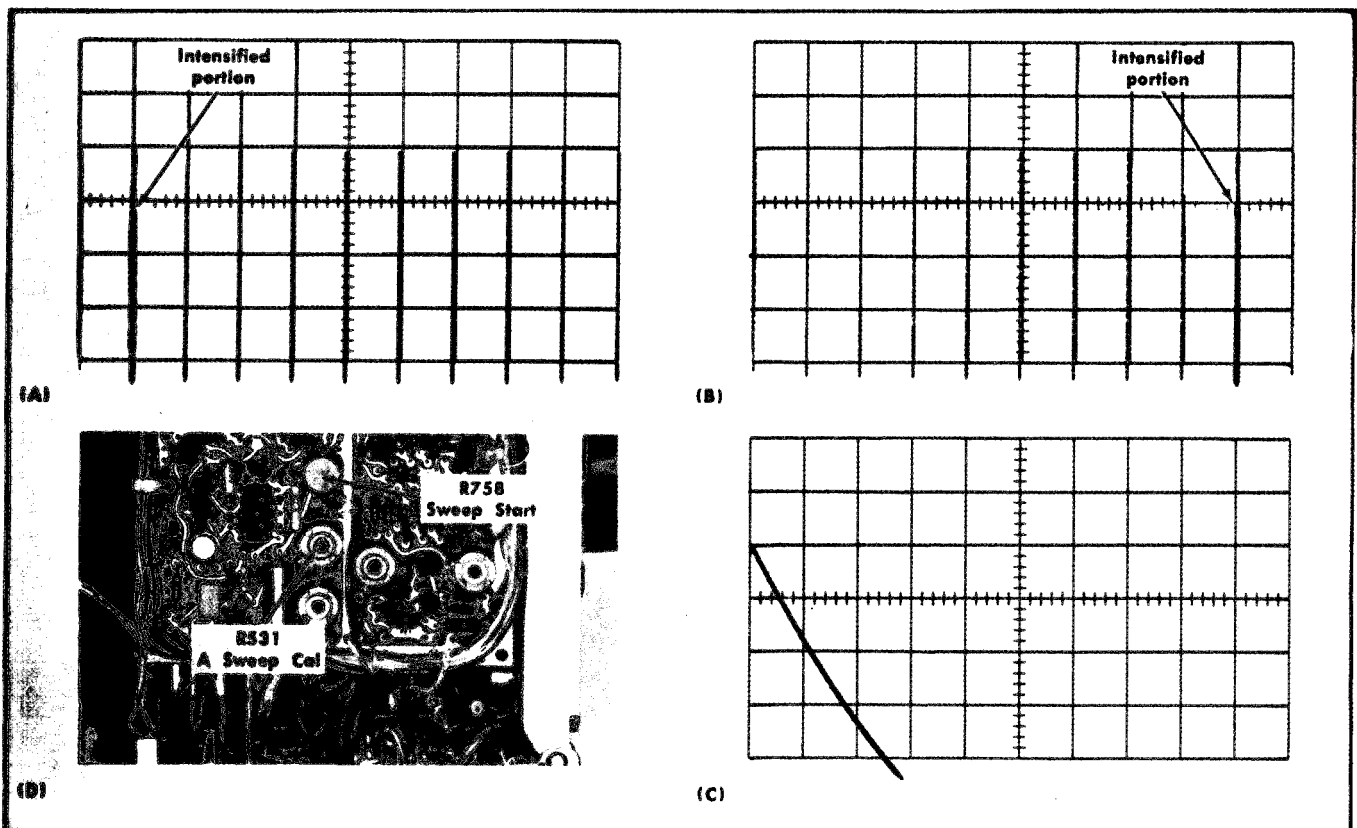 Intensified
portion
Intensified
portion
(A)
(B)
R758
Sweep Start
R531
A Sweep Cal
(D)
(C)